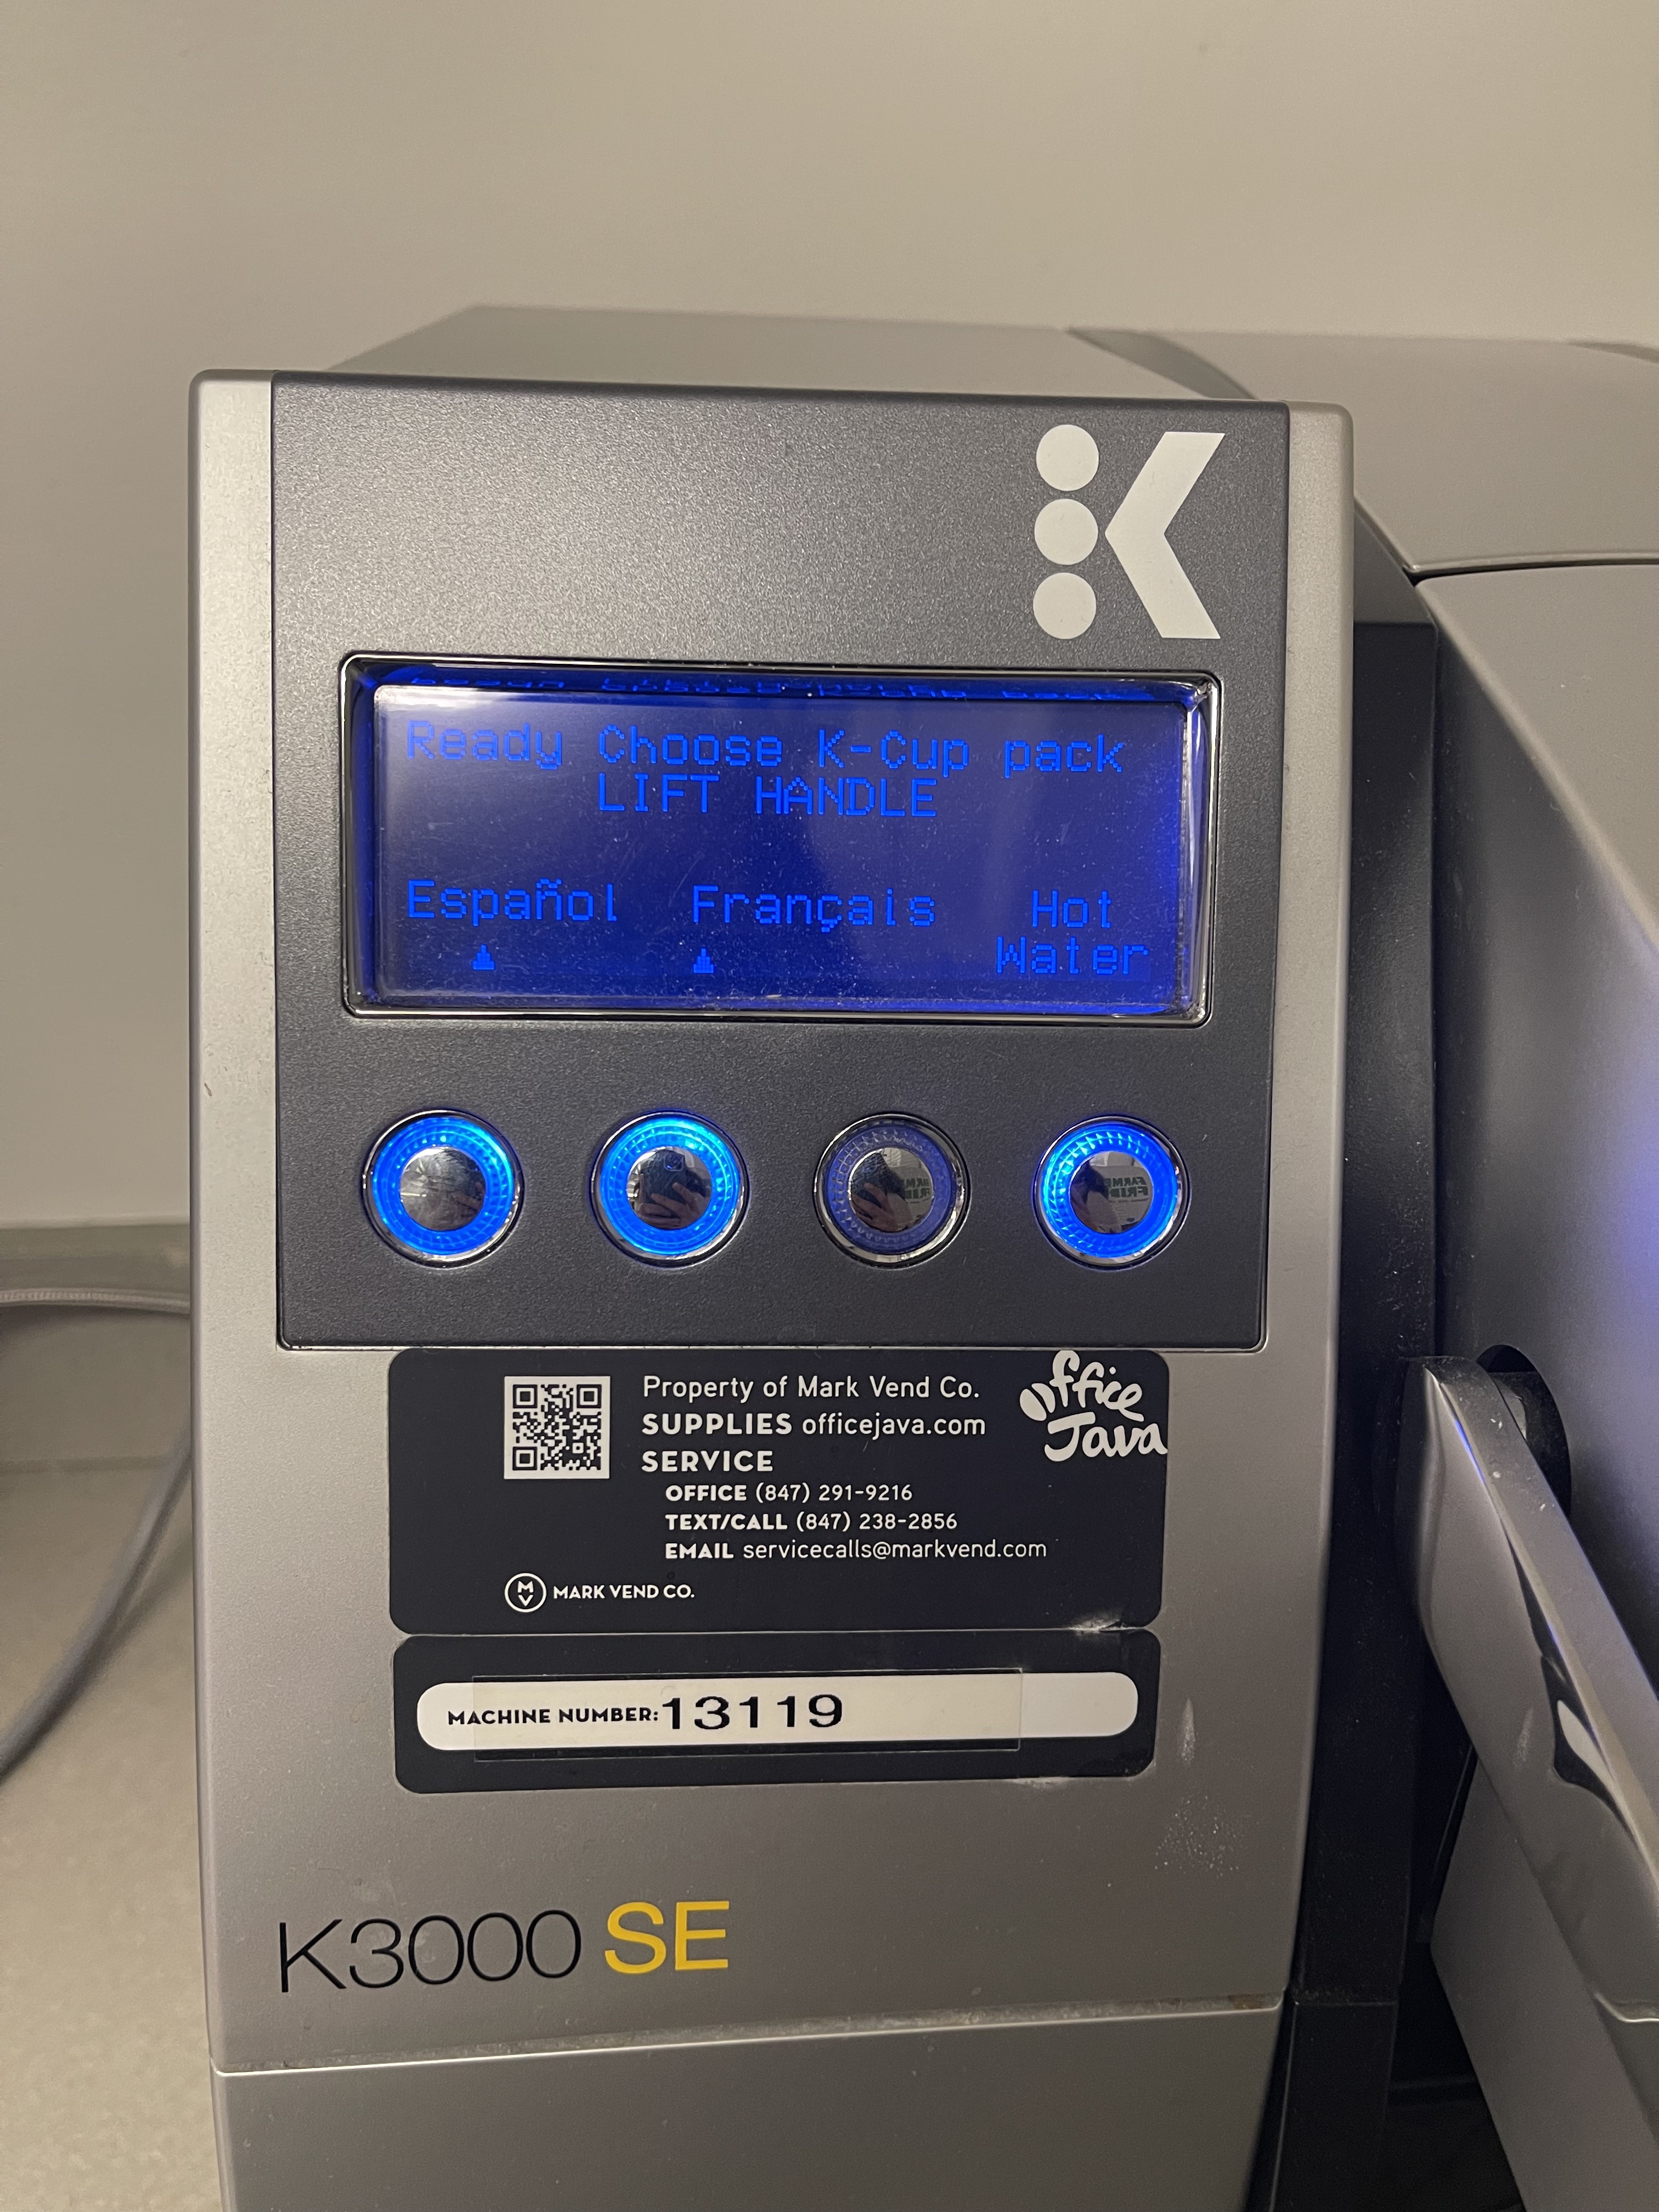 Ready Choose K-Cup pack
LIFT HANDLE
Español Français Hot
Water
Property of Mark Vend Co.
SUPPLIES officejava.com
Office
Java
SERVICE
OFFICE (847) 291-9216
TEXT/CALL (847) 238-2856
EMAIL servicecalls@markvend.com
MV MARK VEND CO.
MACHINE NUMBER: 13119
K3000 SE